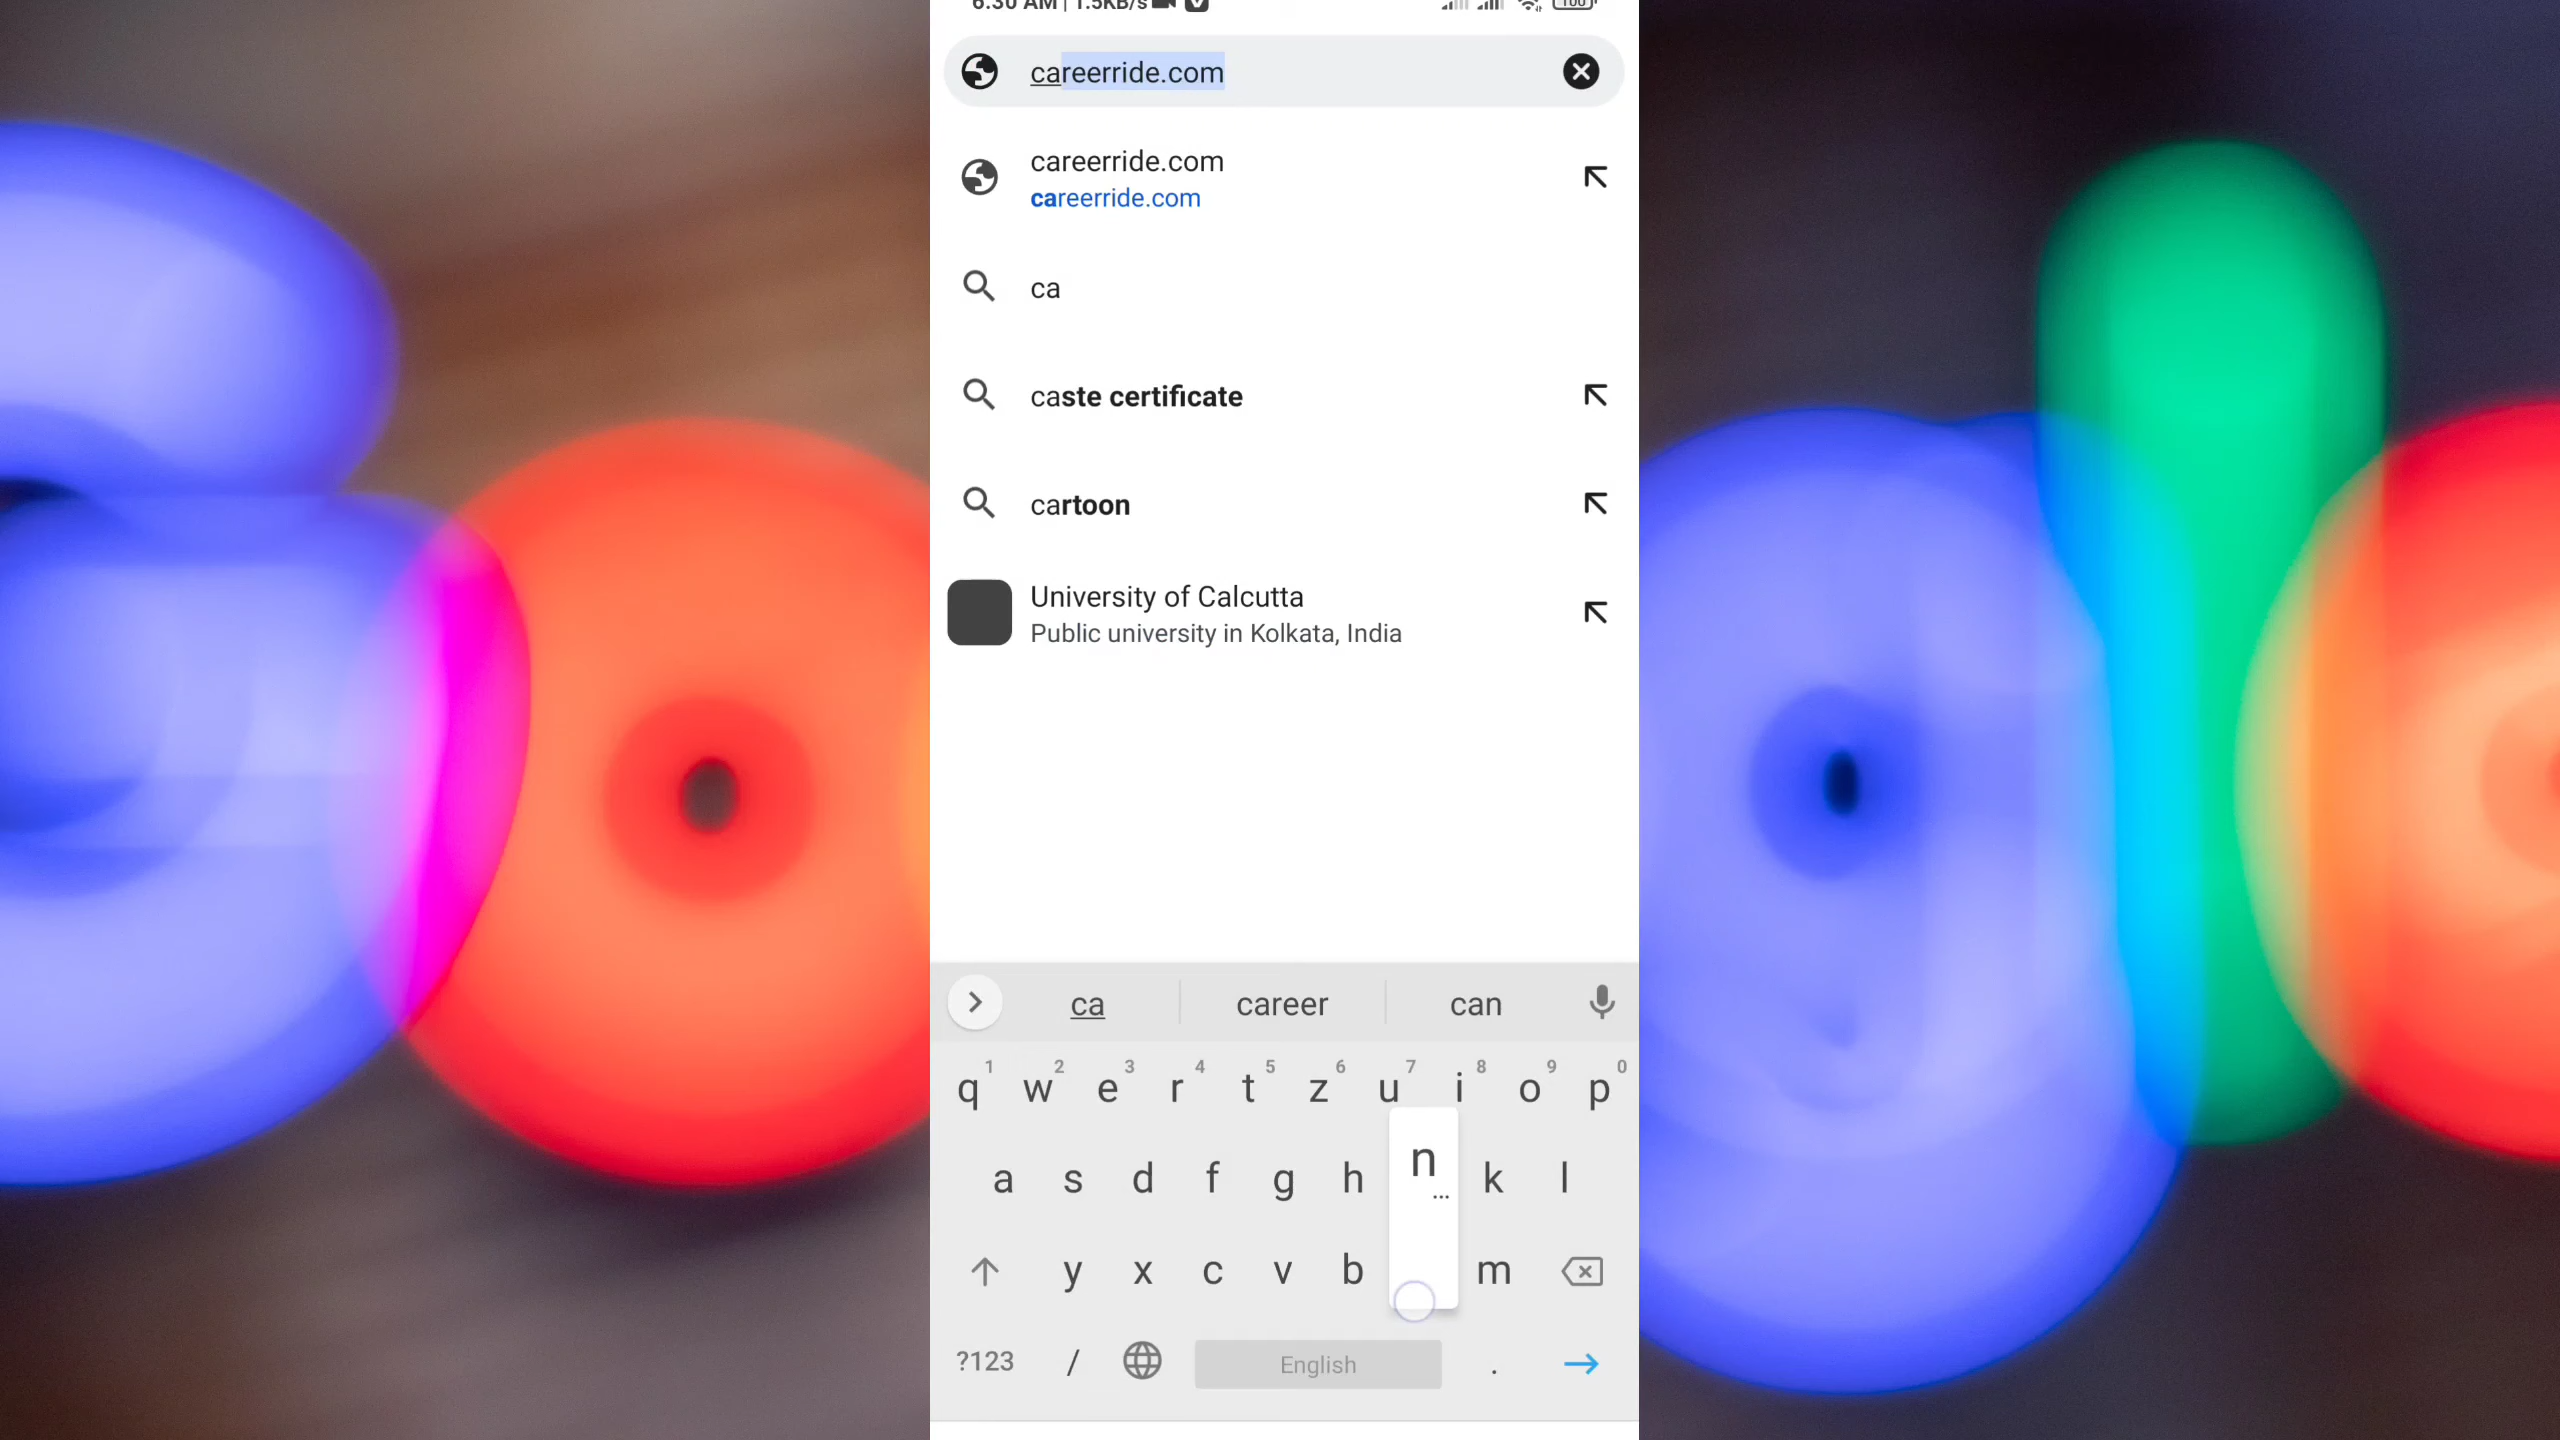 6.30 AM | 1.5KB/s
100
careerride.com
careerride.com
careerride.com
ca
caste certificate
cartoon
University of Calcutta
Public university in Kolkata, India
ca career can
1 2 3 4 5 6 7 8 9 0
q w e r t z u i o p
a s d f g h n k l
...
y x c v b m
?123 / English .